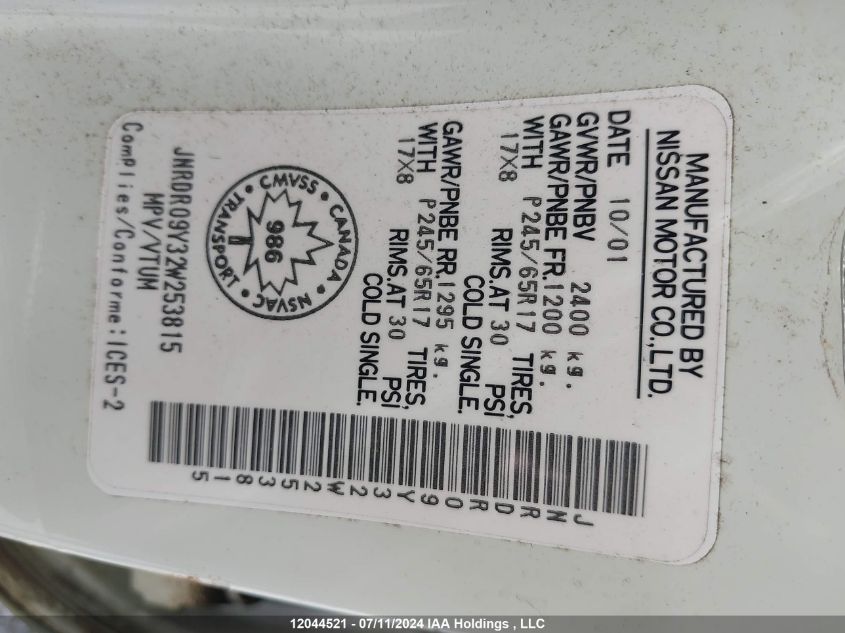 MANUFACTURED BY
NISSAN MOTOR CO.,LTD.
DATE 10/01
GVWR/PNBV 2400 kg.
GAWR/PNBE FR.1200 kg.
WITH P245/65R17 TIRES,
17X8 RIMS.AT 30 PSI
COLD SINGLE.
GAWR/PNBE RR.1295 kg.
WITH P245/65R17 TIRES,
17X8 RIMS.AT 30 PSI
COLD SINGLE.
CMVSS • CANADA • NSVAC • TRANSPORT •
986
JNRDR09Y32W253815
MPV/VTUM
Complies/Conforme:ICES-2
JNRDR09Y32W253815
12044521 - 07/11/2024 IAA Holdings , LLC